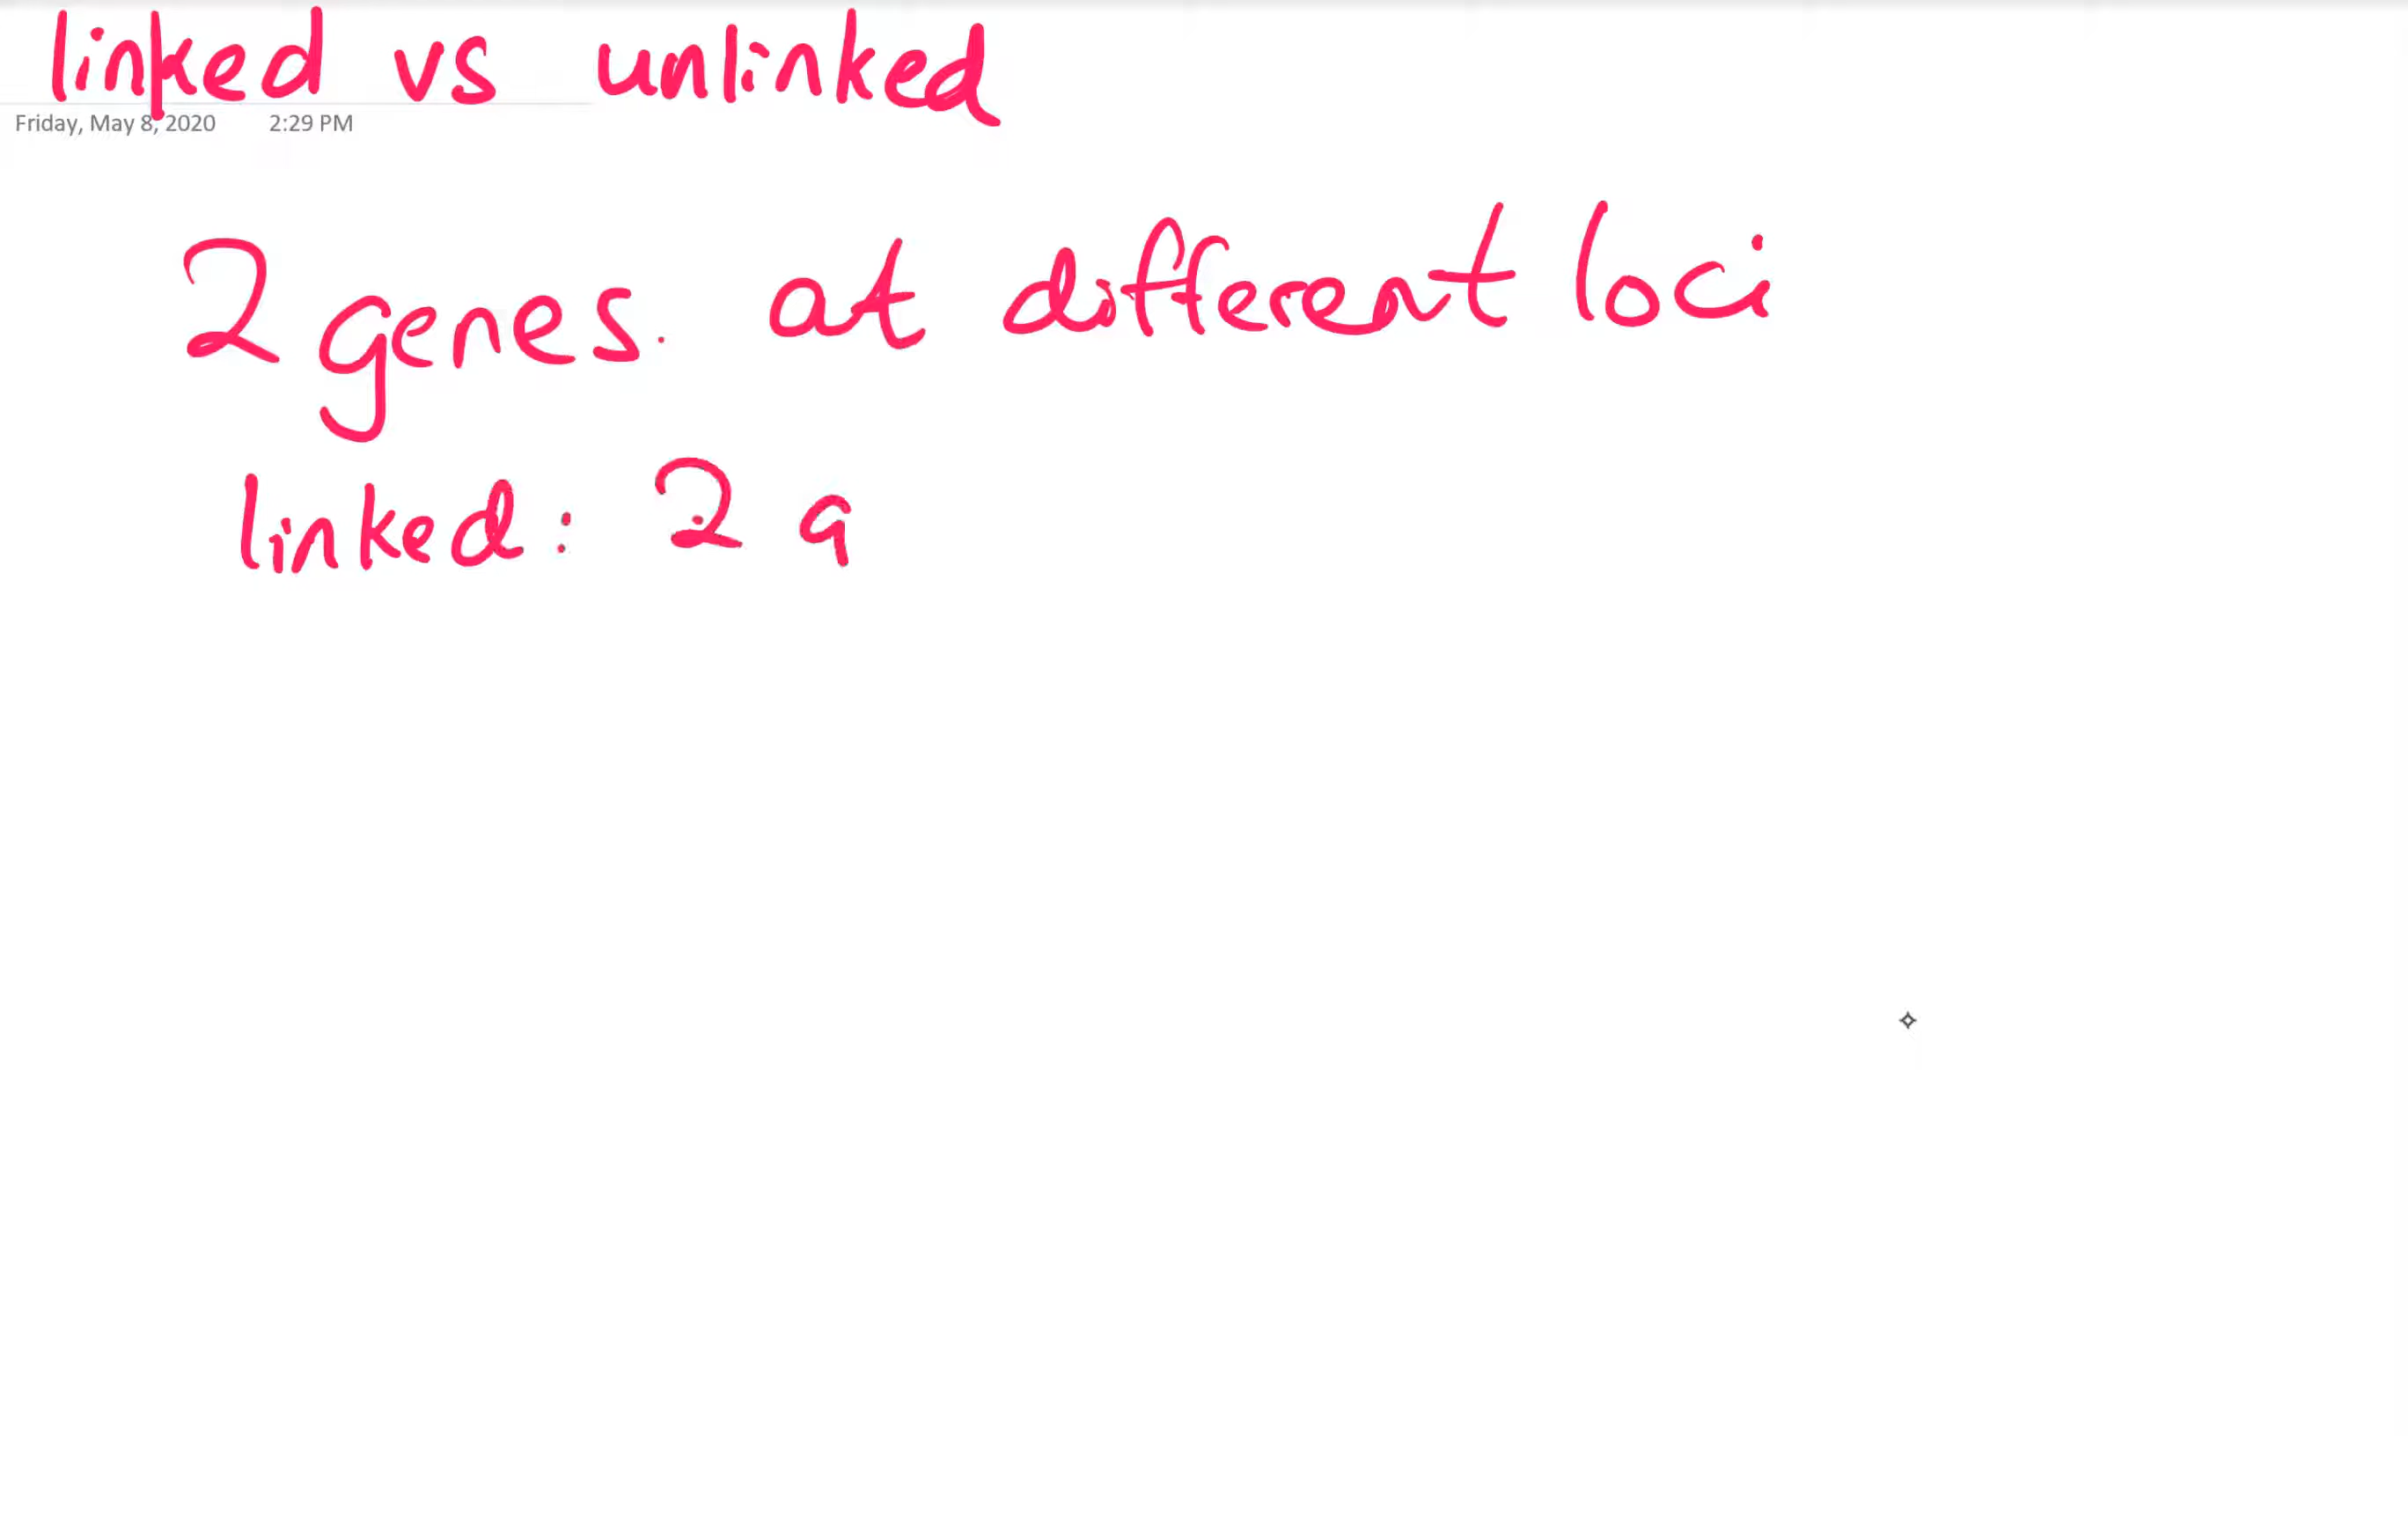 linked vs unlinked
Friday, May 8, 2020 2:29 PM
2 genes. at different loci
linked: 2 g